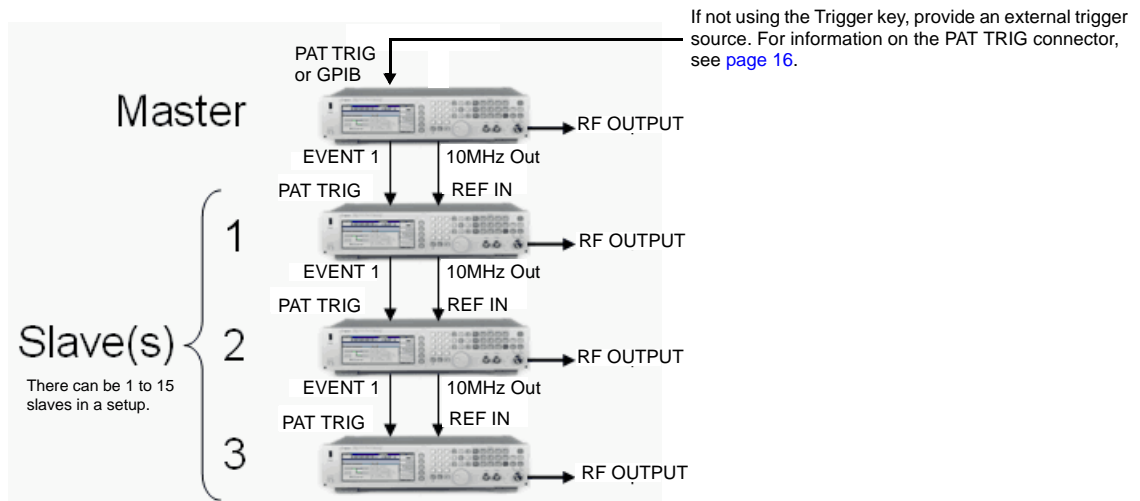 If not using the Trigger key, provide an external trigger
source. For information on the PAT TRIG connector,
see page 16.
PAT TRIG
or GPIB
Master
RF OUTPUT
EVENT 1
10MHz Out
PAT TRIG
REF IN
1
RF OUTPUT
EVENT 1
10MHz Out
PAT TRIG
REF IN
Slave(s)
2
RF OUTPUT
There can be 1 to 15
slaves in a setup.
EVENT 1
10MHz Out
PAT TRIG
REF IN
3
RF OUTPUT